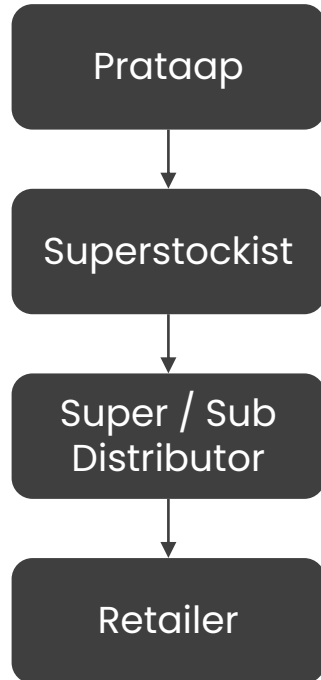 Prataap
Superstockist
Super / Sub
Distributor
Retailer